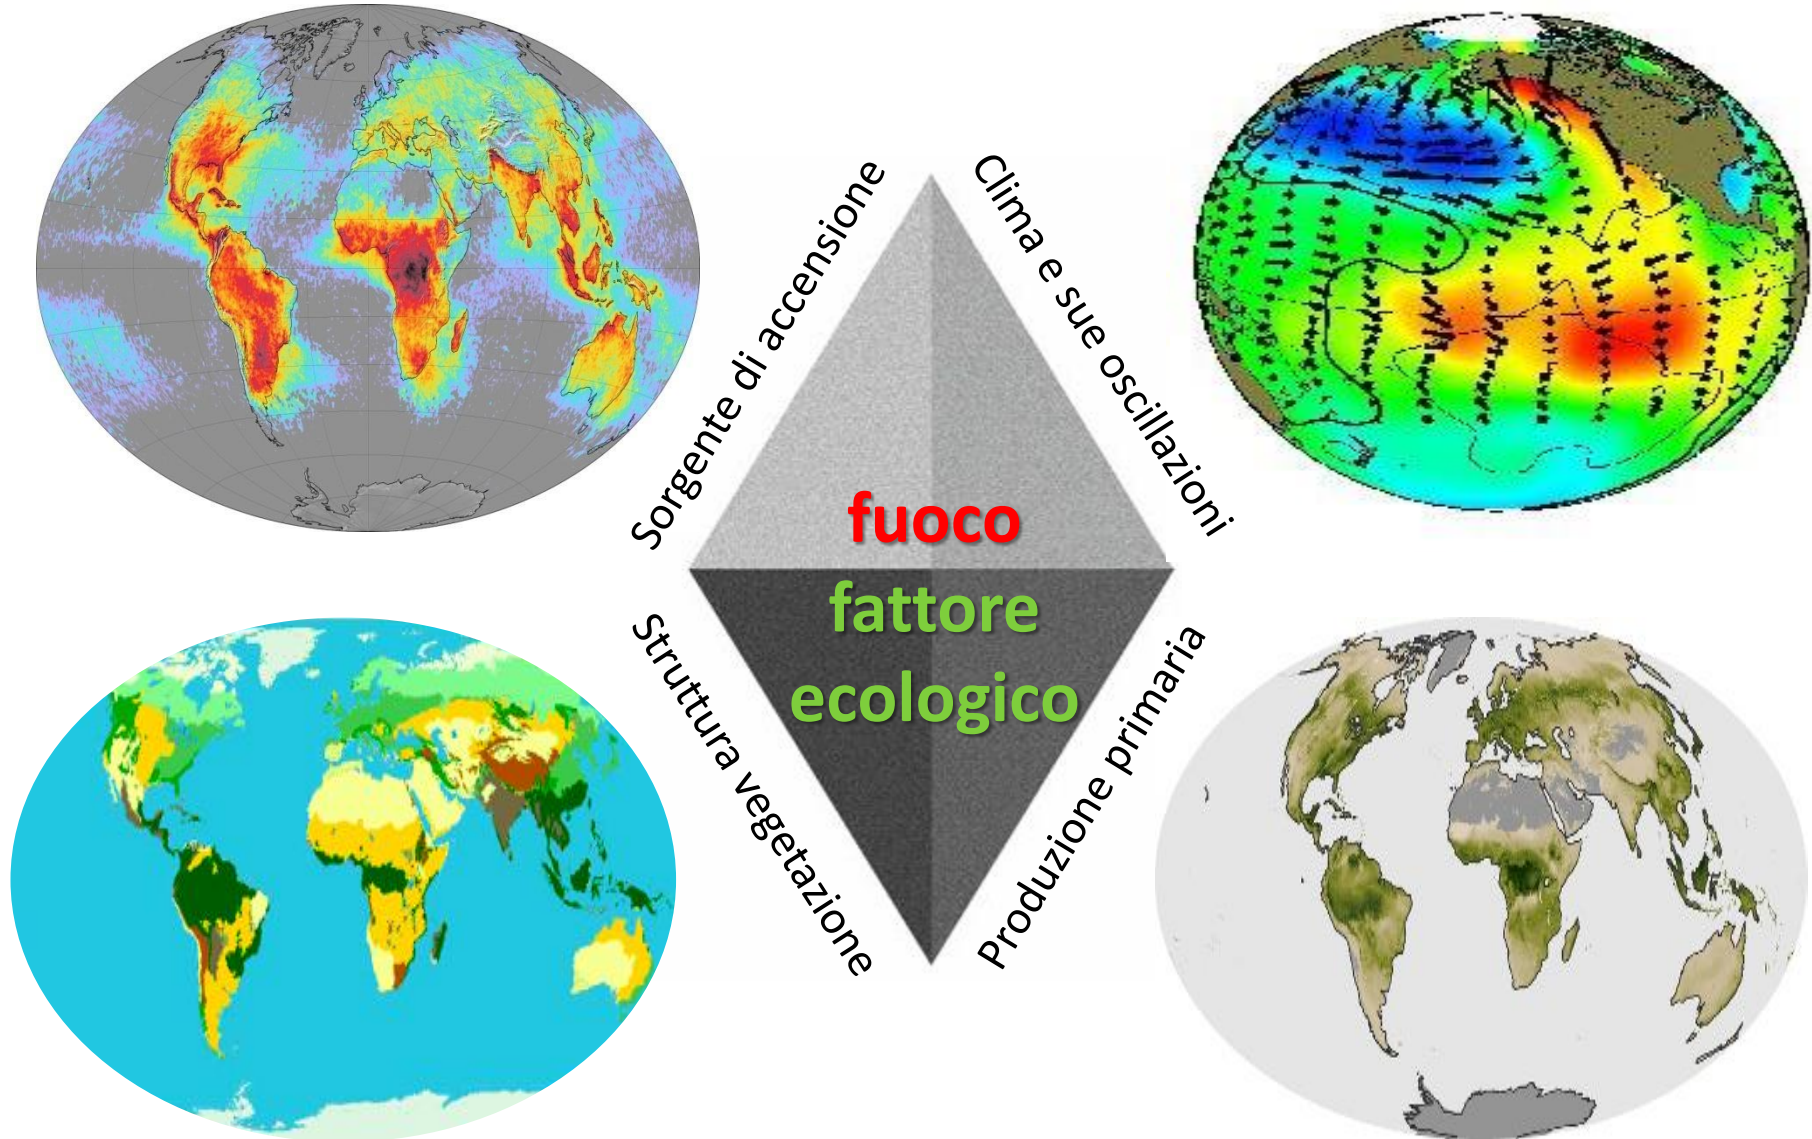 Sorgente di accensione
Clima e sue oscillazioni
fuoco
fattore
ecologico
Struttura vegetazione
Produzione primaria